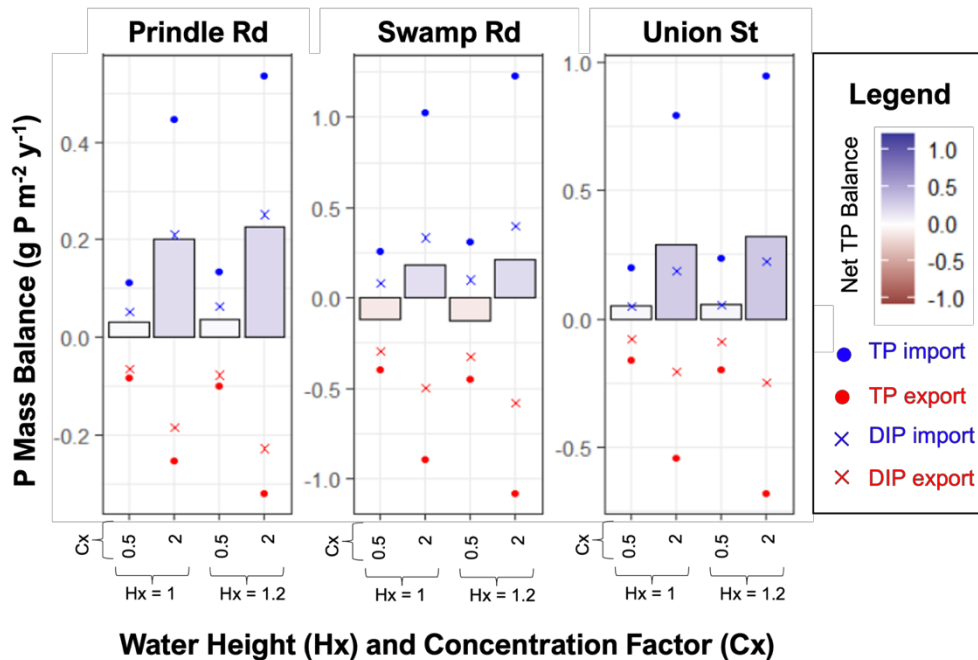 Prindle Rd
Swamp Rd
Union St
P Mass Balance (g P m-2 y-1)
0.4
0.2
0.0
-0.2
1.0
0.5
0.0
-0.5
-1.0
1.0
0.5
0.0
-0.5
Legend
Net TP Balance
1.0
0.5
0.0
-0.5
-1.0
TP import
TP export
DIP import
DIP export
Cx
0.5
2
0.5
2
Hx = 1
Hx = 1.2
Cx
0.5
2
0.5
2
Hx = 1
Hx = 1.2
Cx
0.5
2
0.5
2
Hx = 1
Hx = 1.2
Water Height (Hx) and Concentration Factor (Cx)